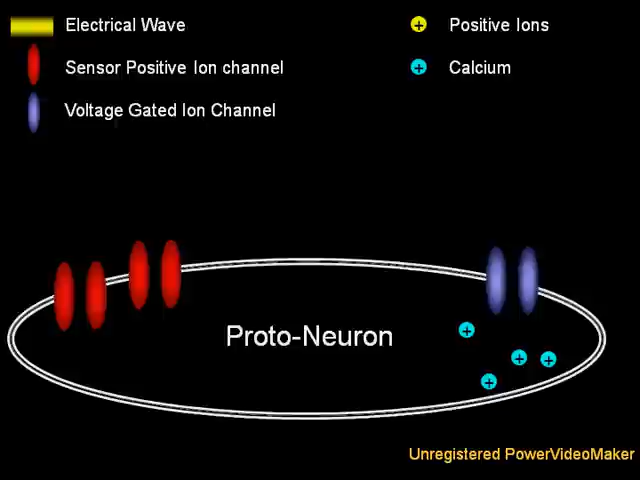 Electrical Wave
Positive Ions
Sensor Positive Ion channel
Calcium
Voltage Gated Ion Channel
Proto-Neuron
Unregistered PowerVideoMaker